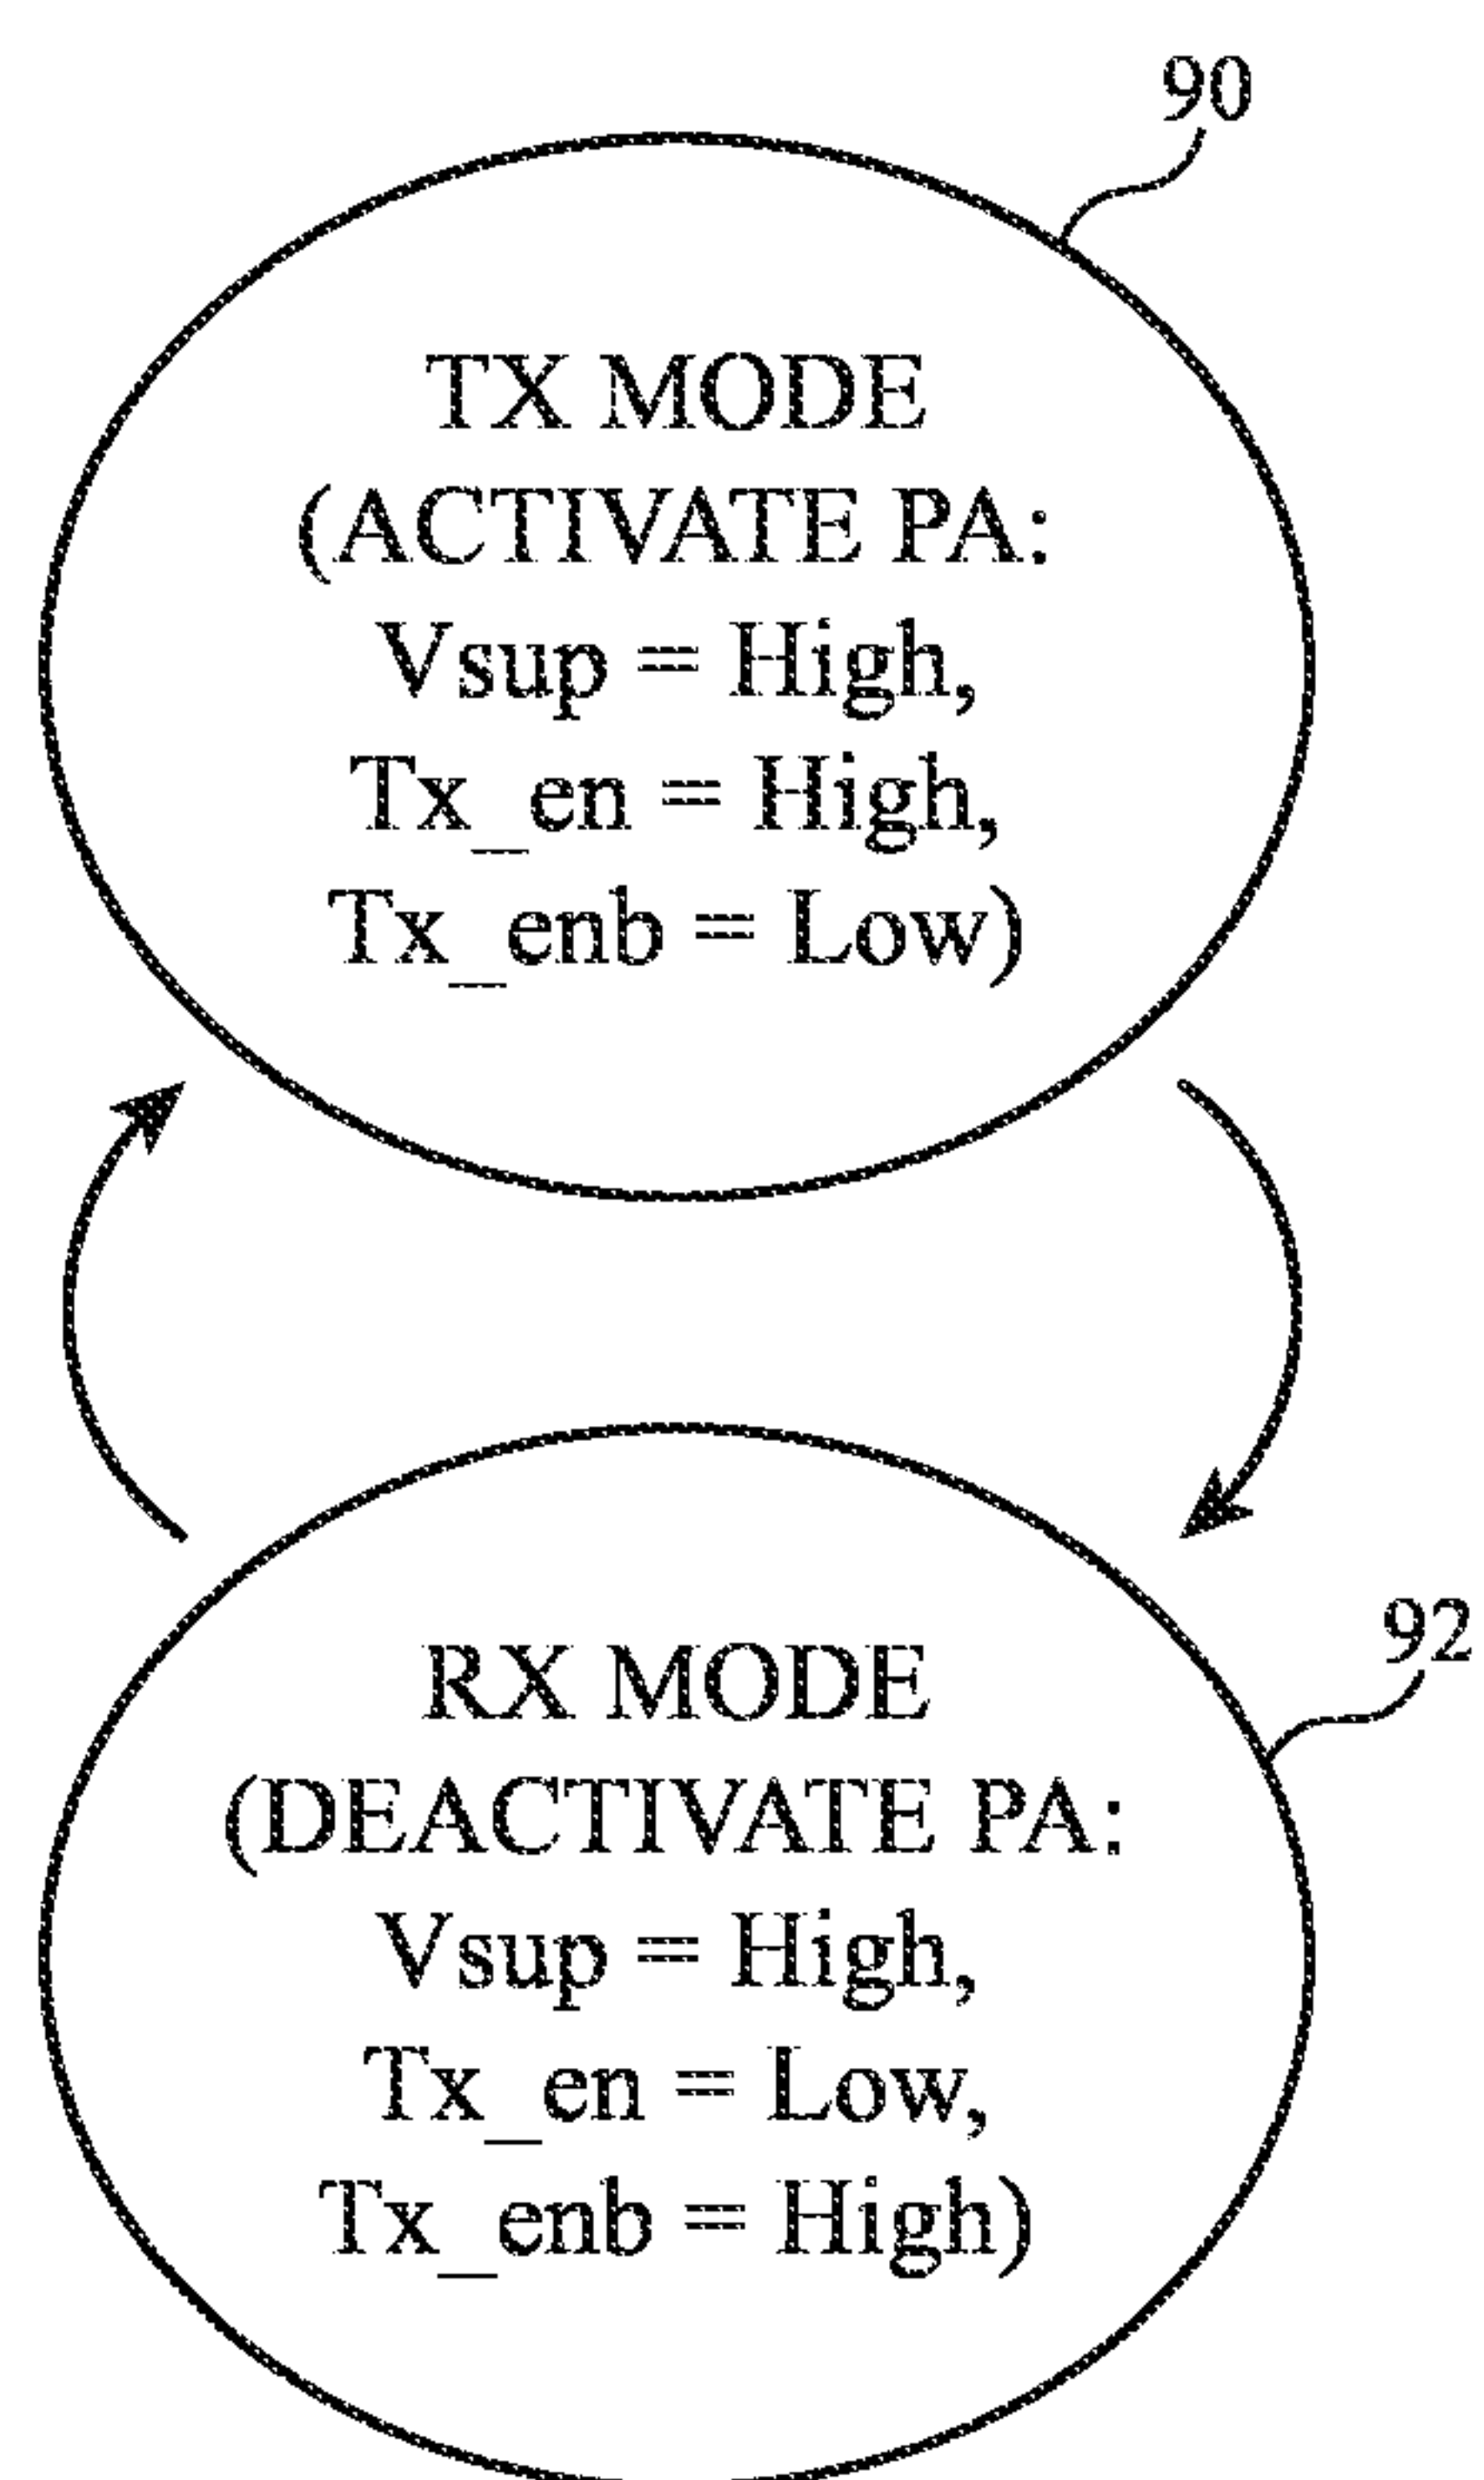 90
TX MODE
(ACTIVATE PA:
Vsup = High,
Tx_en = High,
Tx_enb = Low)
92
RX MODE
(DEACTIVATE PA:
Vsup = High,
Tx_en = Low,
Tx_enb = High)